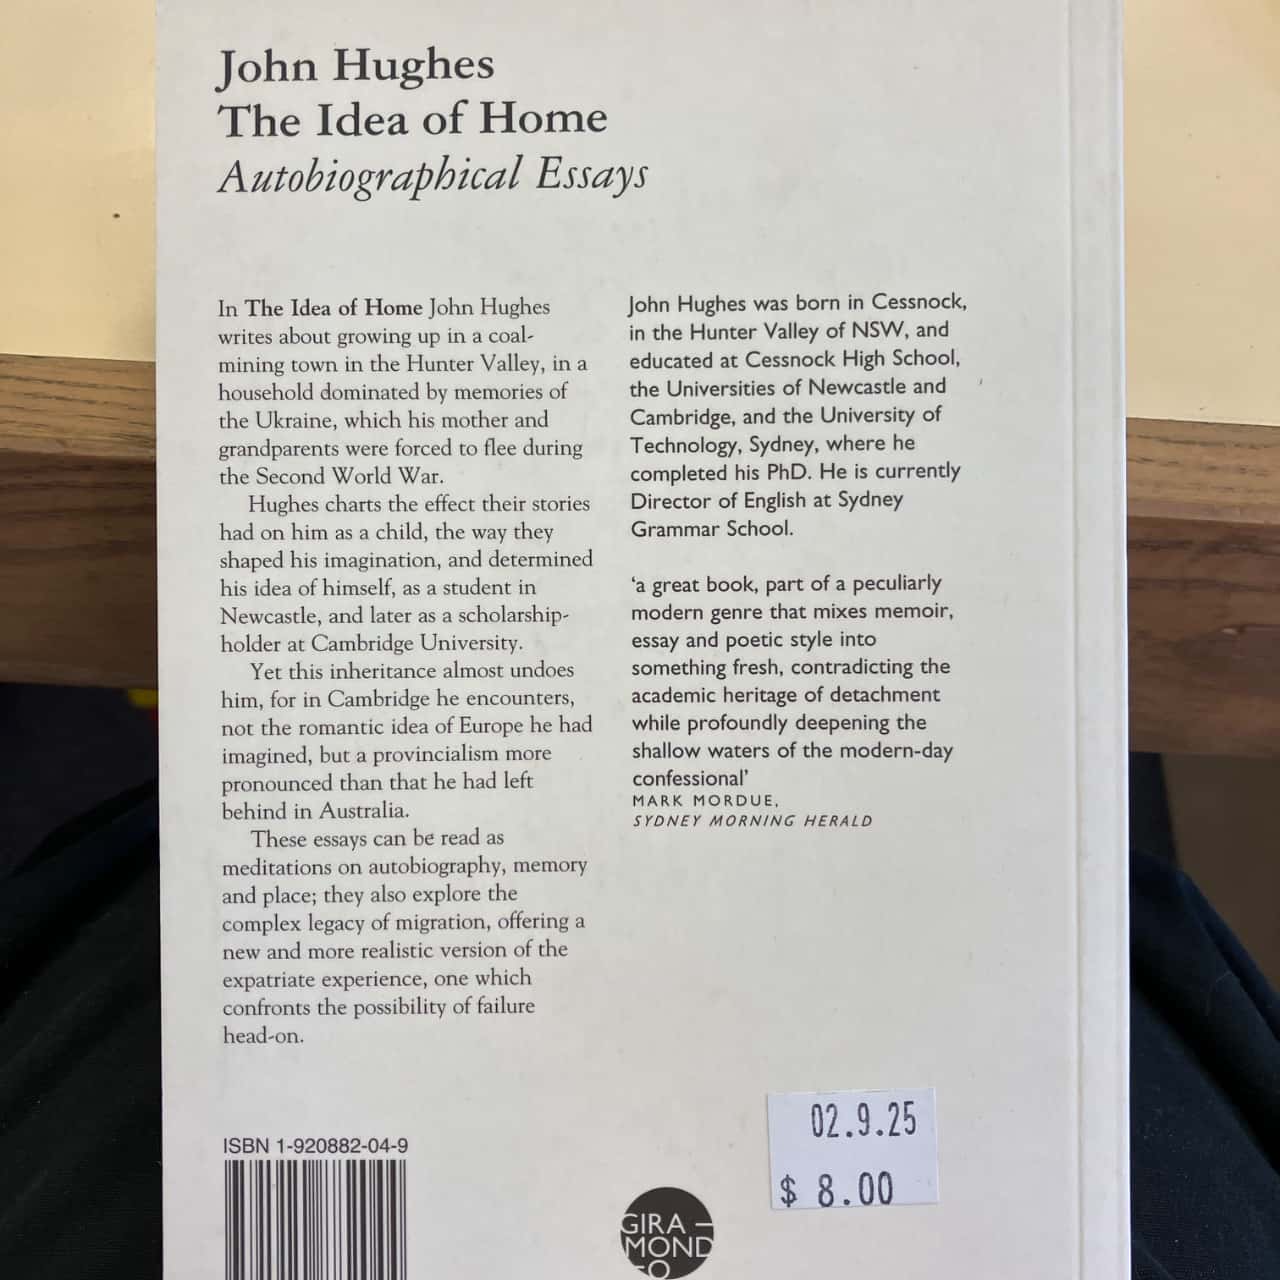 John Hughes
The Idea of Home
Autobiographical Essays
In The Idea of Home John Hughes
writes about growing up in a coal-
mining town in the Hunter Valley, in a
household dominated by memories of
the Ukraine, which his mother and
grandparents were forced to flee during
the Second World War.
Hughes charts the effect their stories
had on him as a child, the way they
shaped his imagination, and determined
his idea of himself, as a student in
Newcastle, and later as a scholarship-
holder at Cambridge University.
Yet this inheritance almost undoes
him, for in Cambridge he encounters,
not the romantic idea of Europe he had
imagined, but a provincialism more
pronounced than that he had left
behind in Australia.
These essays can be read as
meditations on autobiography, memory
and place; they also explore the
complex legacy of migration, offering a
new and more realistic version of the
expatriate experience, one which
confronts the possibility of failure
head-on.
John Hughes was born in Cessnock,
in the Hunter Valley of NSW, and
educated at Cessnock High School,
the Universities of Newcastle and
Cambridge, and the University of
Technology, Sydney, where he
completed his PhD. He is currently
Director of English at Sydney
Grammar School.
‘a great book, part of a peculiarly
modern genre that mixes memoir,
essay and poetic style into
something fresh, contradicting the
academic heritage of detachment
while profoundly deepening the
shallow waters of the modern-day
confessional’
MARK MORDUE,
SYDNEY MORNING HERALD
ISBN 1-920882-04-9
02.9.25
$ 8.00
GIRA–
MOND